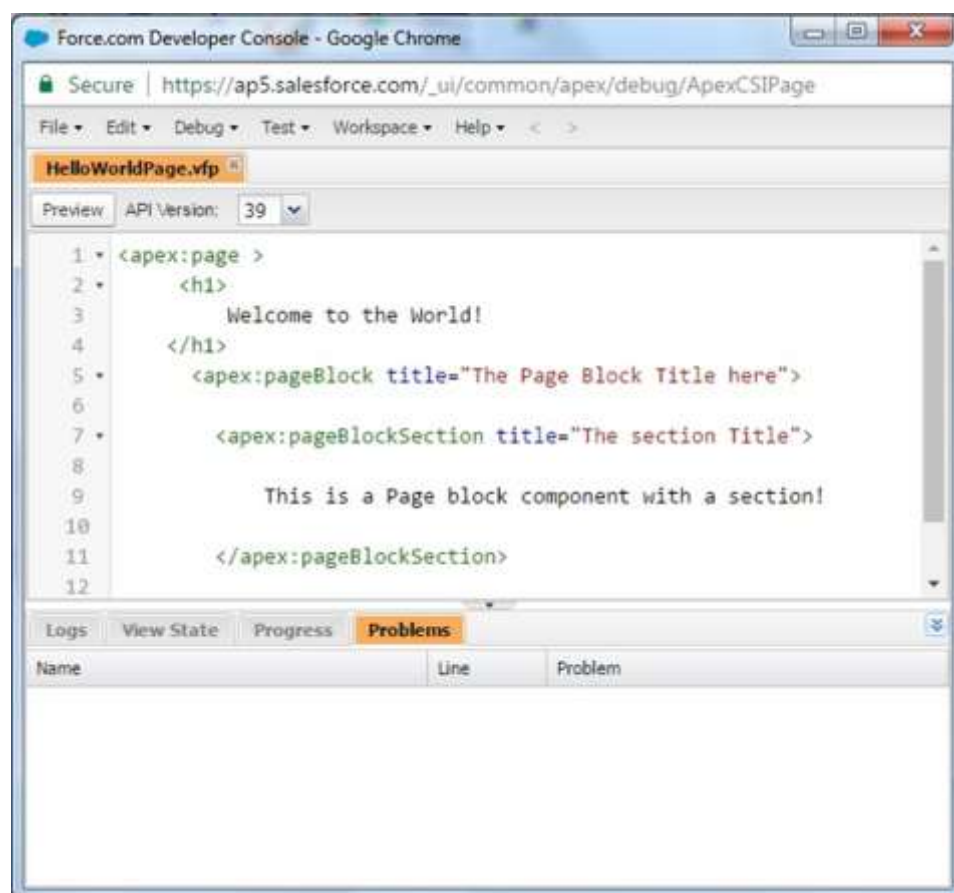 Force.com Developer Console - Google Chrome
Secure | https://ap5.salesforce.com/_ui/common/apex/debug/ApexCSIPage
File Edit Debug Test Workspace Help < >
HelloWorldPage.vfp
Preview API Version: 39
1 <apex:page >
2 <h1>
3 Welcome to the World!
4 </h1>
5 <apex:pageBlock title="The Page Block Title here">
6
7 <apex:pageBlockSection title="The section Title">
8
9 This is a Page block component with a section!
10
11 </apex:pageBlockSection>
12
Logs View State Progress Problems
Name Line Problem